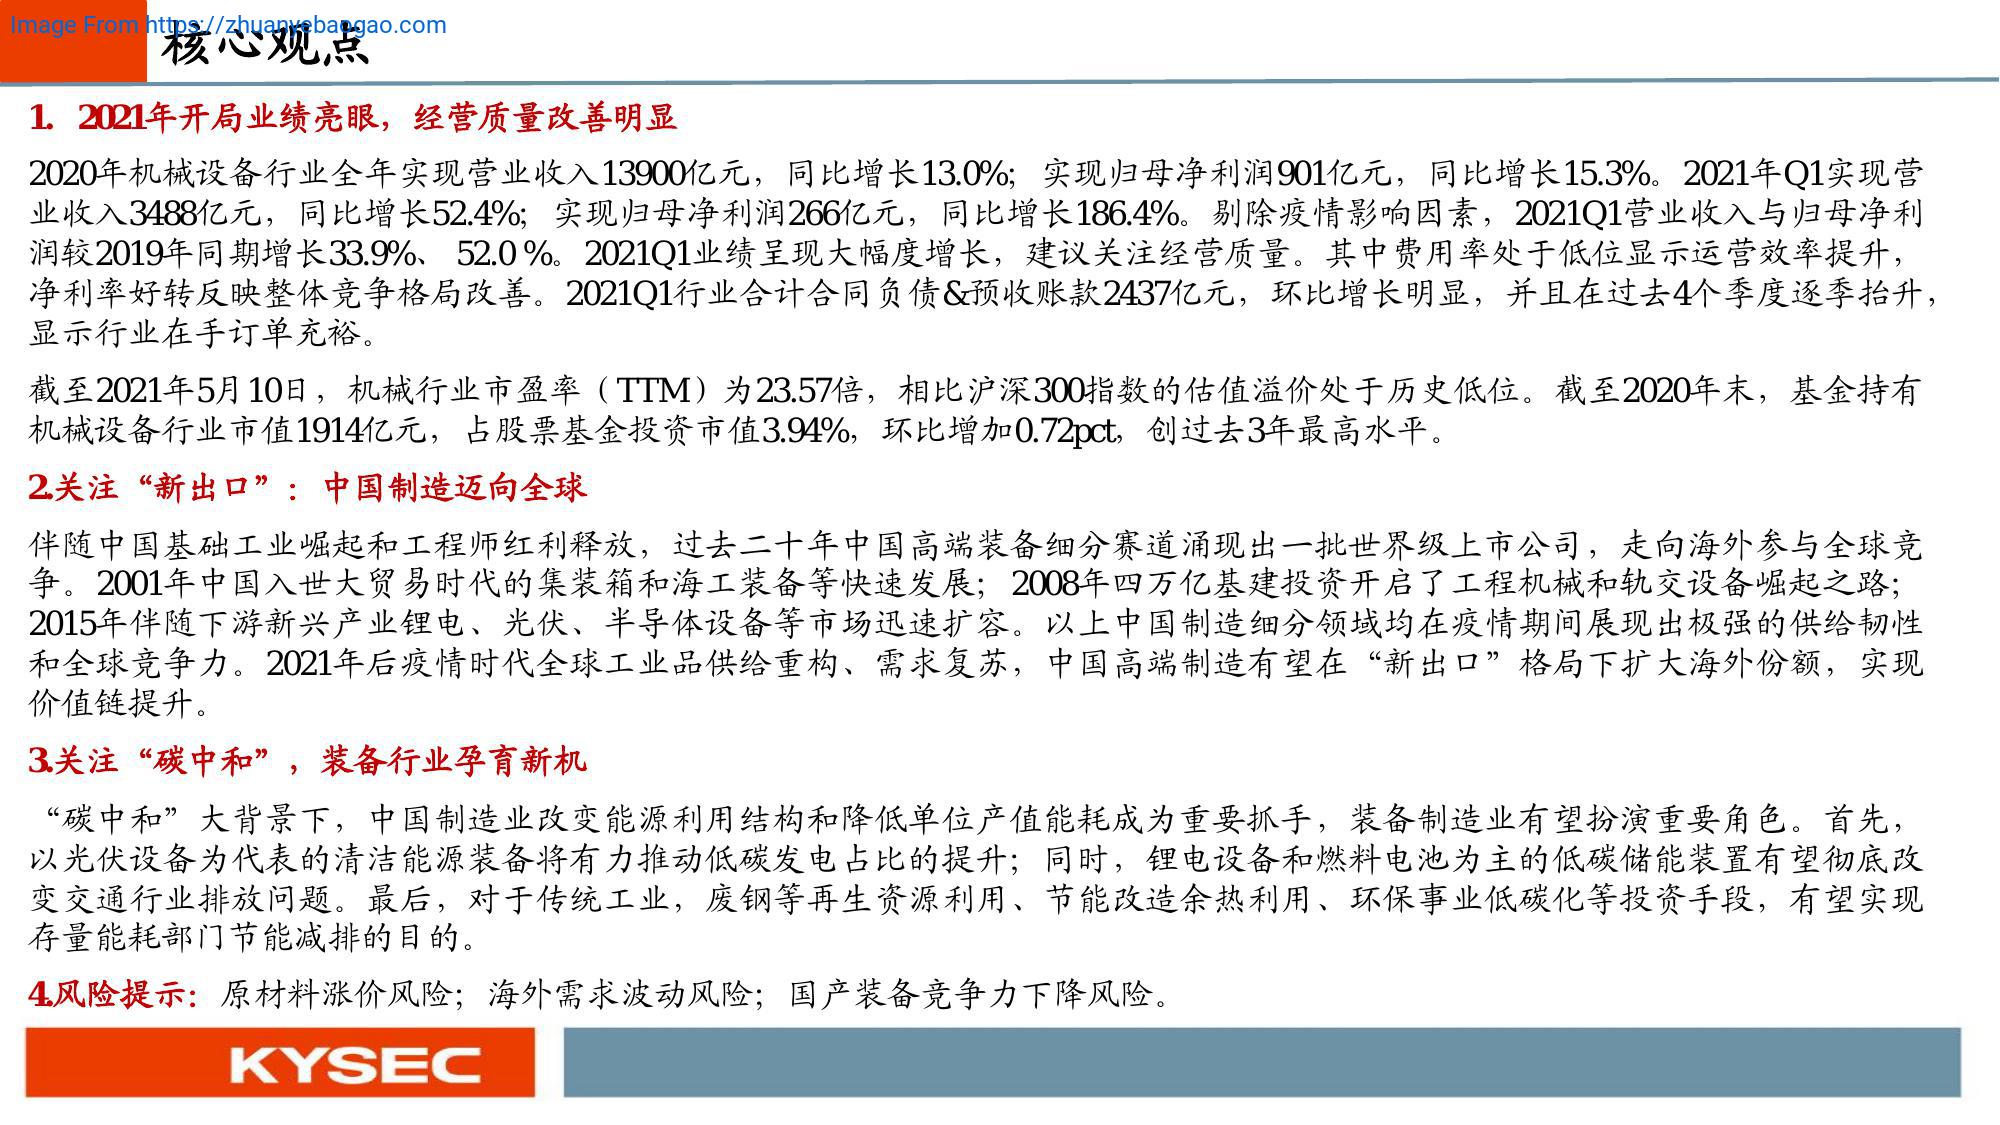 Image From https://zhuanyebaogao.com
核心观点
1. 2021年开局业绩亮眼，经营质量改善明显
2020年机械设备行业全年实现营业收入13900亿元，同比增长13.0%；实现归母净利润901亿元，同比增长15.3%。2021年Q1实现营
业收入3488亿元，同比增长52.4%；实现归母净利润266亿元，同比增长186.4%。剔除疫情影响因素，2021Q1营业收入与归母净利
润较2019年同期增长33.9%、 52.0 %。2021Q1业绩呈现大幅度增长，建议关注经营质量。其中费用率处于低位显示运营效率提升，
净利率好转反映整体竞争格局改善。2021Q1行业合计合同负债&预收账款2437亿元，环比增长明显，并且在过去4个季度逐季抬升，
显示行业在手订单充裕。
截至2021年5月10日，机械行业市盈率（TTM）为23.57倍，相比沪深300指数的估值溢价处于历史低位。截至2020年末，基金持有
机械设备行业市值1914亿元，占股票基金投资市值3.94%，环比增加0.72pct，创过去3年最高水平。
2.关注“新出口”：中国制造迈向全球
伴随中国基础工业崛起和工程师红利释放，过去二十年中国高端装备细分赛道涌现出一批世界级上市公司，走向海外参与全球竞
争。2001年中国入世大贸易时代的集装箱和海工装备等快速发展；2008年四万亿基建投资开启了工程机械和轨交设备崛起之路；
2015年伴随下游新兴产业锂电、光伏、半导体设备等市场迅速扩容。以上中国制造细分领域均在疫情期间展现出极强的供给韧性
和全球竞争力。2021年后疫情时代全球工业品供给重构、需求复苏，中国高端制造有望在“新出口”格局下扩大海外份额，实现
价值链提升。
3.关注“碳中和”，装备行业孕育新机
“碳中和”大背景下，中国制造业改变能源利用结构和降低单位产值能耗成为重要抓手，装备制造业有望扮演重要角色。首先，
以光伏设备为代表的清洁能源装备将有力推动低碳发电占比的提升；同时，锂电设备和燃料电池为主的低碳储能装置有望彻底改
变交通行业排放问题。最后，对于传统工业，废钢等再生资源利用、节能改造余热利用、环保事业低碳化等投资手段，有望实现
存量能耗部门节能减排的目的。
4.风险提示：原材料涨价风险；海外需求波动风险；国产装备竞争力下降风险。
KYSEC